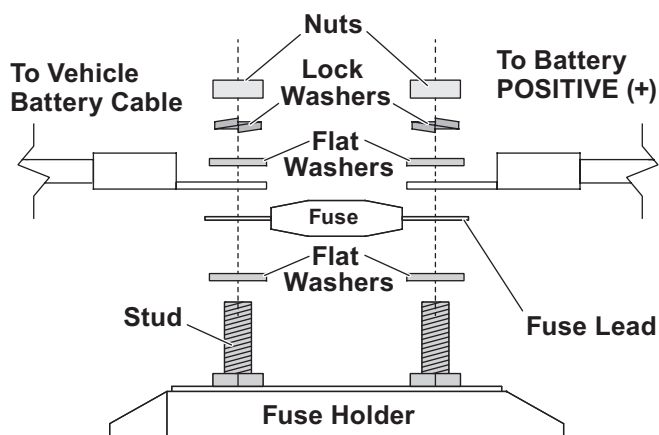 Nuts
To Vehicle
Battery Cable
Lock
Washers
To Battery
POSITIVE (+)
Flat
Washers
Fuse
Flat
Washers
Stud
Fuse Lead
Fuse Holder